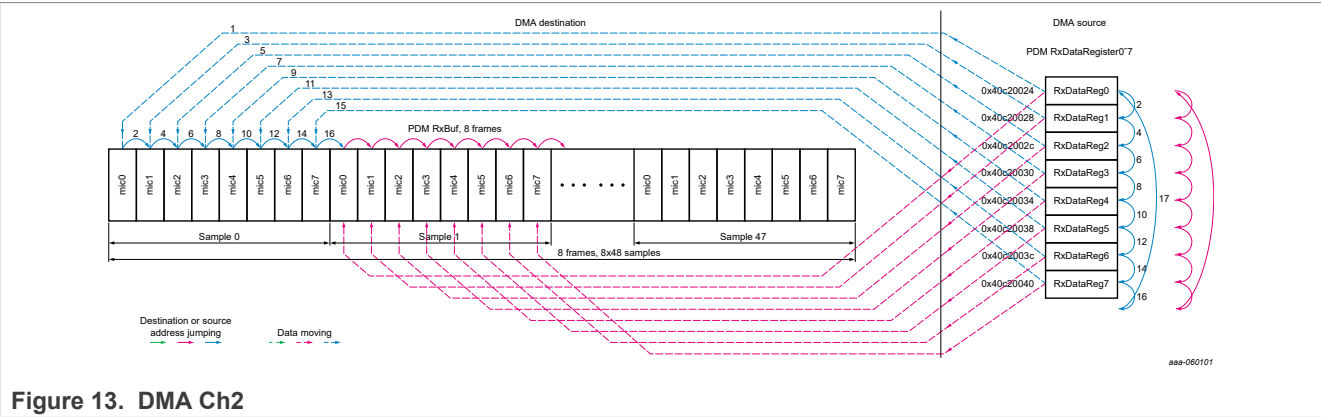 DMA destination
DMA source
1
3
5
7
9
11
13
15
PDM RxDataRegister0~7
2 4 6 8 10 12 14 16
PDM RxBuf, 8 frames
mic0 mic1 mic2 mic3 mic4 mic5 mic6 mic7 mic0 mic1 mic2 mic3 mic4 mic5 mic6 mic7 ··· ··· mic0 mic1 mic2 mic3 mic4 mic5 mic6 mic7
Sample 0 Sample 1 Sample 47
8 frames, 8x48 samples
0x40c20024 RxDataReg0
2
0x40c20028 RxDataReg1
4
0x40c2002c RxDataReg2
6
0x40c20030 RxDataReg3
8
17
0x40c20034 RxDataReg4
10
0x40c20038 RxDataReg5
12
0x40c2003c RxDataReg6
14
0x40c20040 RxDataReg7
16
Destination or source
address jumping
Data moving
aaa-060101
Figure 13. DMA Ch2